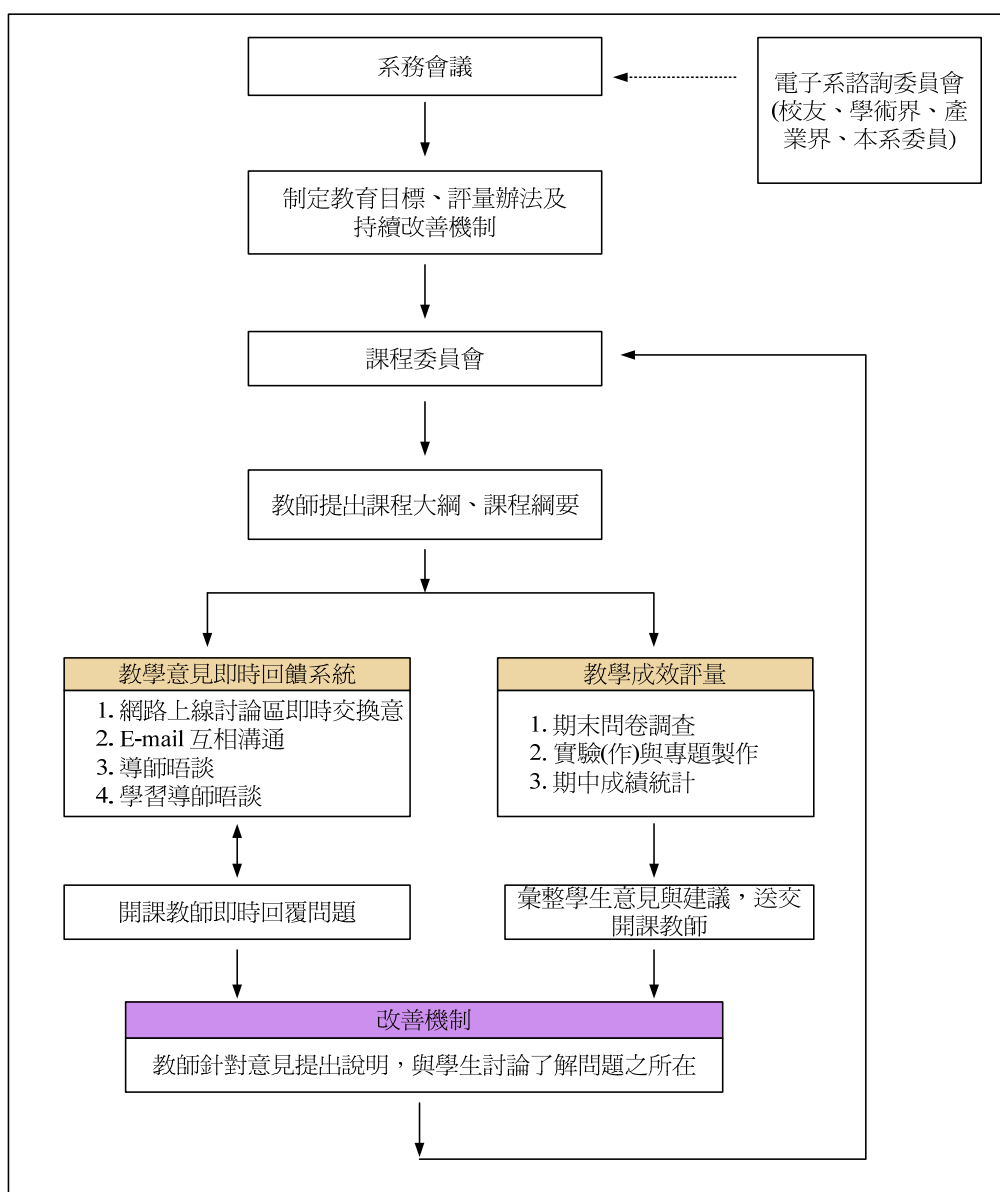 系務會議
電子系諮詢委員會
(校友、學術界、產
業界、本系委員)
制定教育目標、評量辦法及
持續改善機制
課程委員會
教師提出課程大綱、課程綱要
教學意見即時回饋系統
1. 網路上線討論區即時交換意
2. E-mail 互相溝通
3. 導師晤談
4. 學習導師晤談
教學成效評量
1. 期末問卷調查
2. 實驗(作)與專題製作
3. 期中成績統計
開課教師即時回覆問題
彙整學生意見與建議，送交
開課教師
改善機制
教師針對意見提出說明，與學生討論了解問題之所在